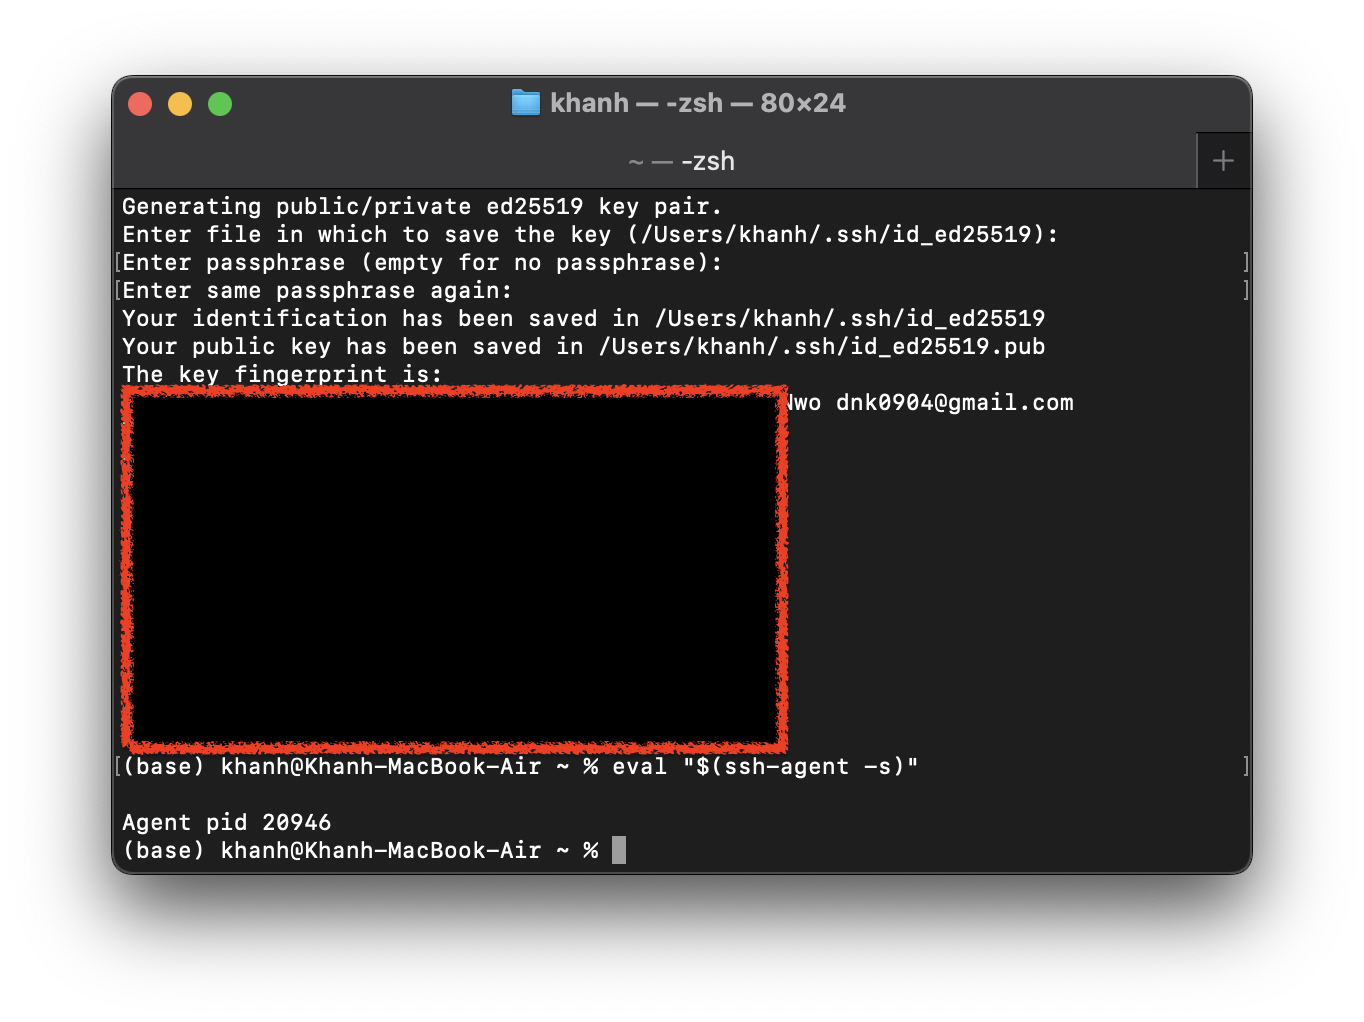 khanh — -zsh — 80×24
~ — -zsh
Generating public/private ed25519 key pair.
Enter file in which to save the key (/Users/khanh/.ssh/id_ed25519):
[Enter passphrase (empty for no passphrase): ]
[Enter same passphrase again: ]
Your identification has been saved in /Users/khanh/.ssh/id_ed25519
Your public key has been saved in /Users/khanh/.ssh/id_ed25519.pub
The key fingerprint is:
dnk0904@gmail.com
[(base) khanh@Khanh-MacBook-Air ~ % eval "$(ssh-agent -s)" ]
Agent pid 20946
(base) khanh@Khanh-MacBook-Air ~ %